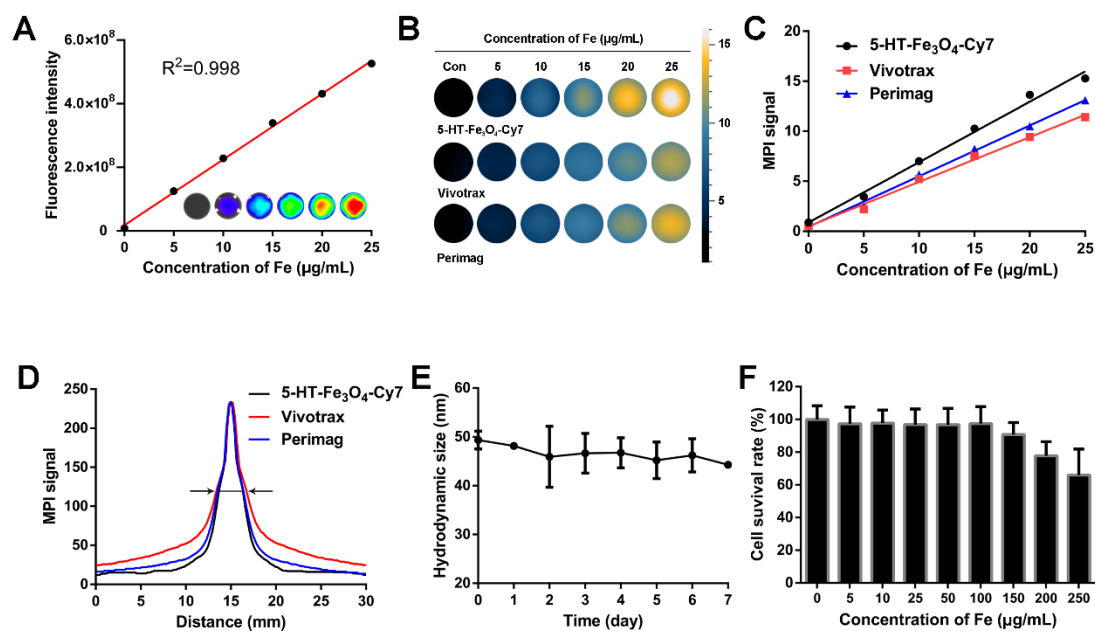 A
6.0×10⁸
4.0×10⁸
2.0×10⁸
0
R²=0.998
Fluorescence intensity
0 5 10 15 20 25
Concentration of Fe (μg/mL)
B
Concentration of Fe (μg/mL)
Con 5 10 15 20 25
5-HT-Fe₃O₄-Cy7
Vivotrax
Perimag
15
10
5
C
5-HT-Fe₃O₄-Cy7
Vivotrax
Perimag
20
15
10
5
0
MPI signal
0 5 10 15 20 25
Concentration of Fe (μg/mL)
D
5-HT-Fe₃O₄-Cy7
Vivotrax
Perimag
250
200
150
100
50
0
MPI signal
0 5 10 15 20 25 30
Distance (mm)
E
60
50
40
30
20
Hydrodynamic size (nm)
0 1 2 3 4 5 6 7
Time (day)
F
120
100
80
60
40
20
0
Cell suvival rate (%)
0 5 10 25 50 100 150 200 250
Concentration of Fe (μg/mL)